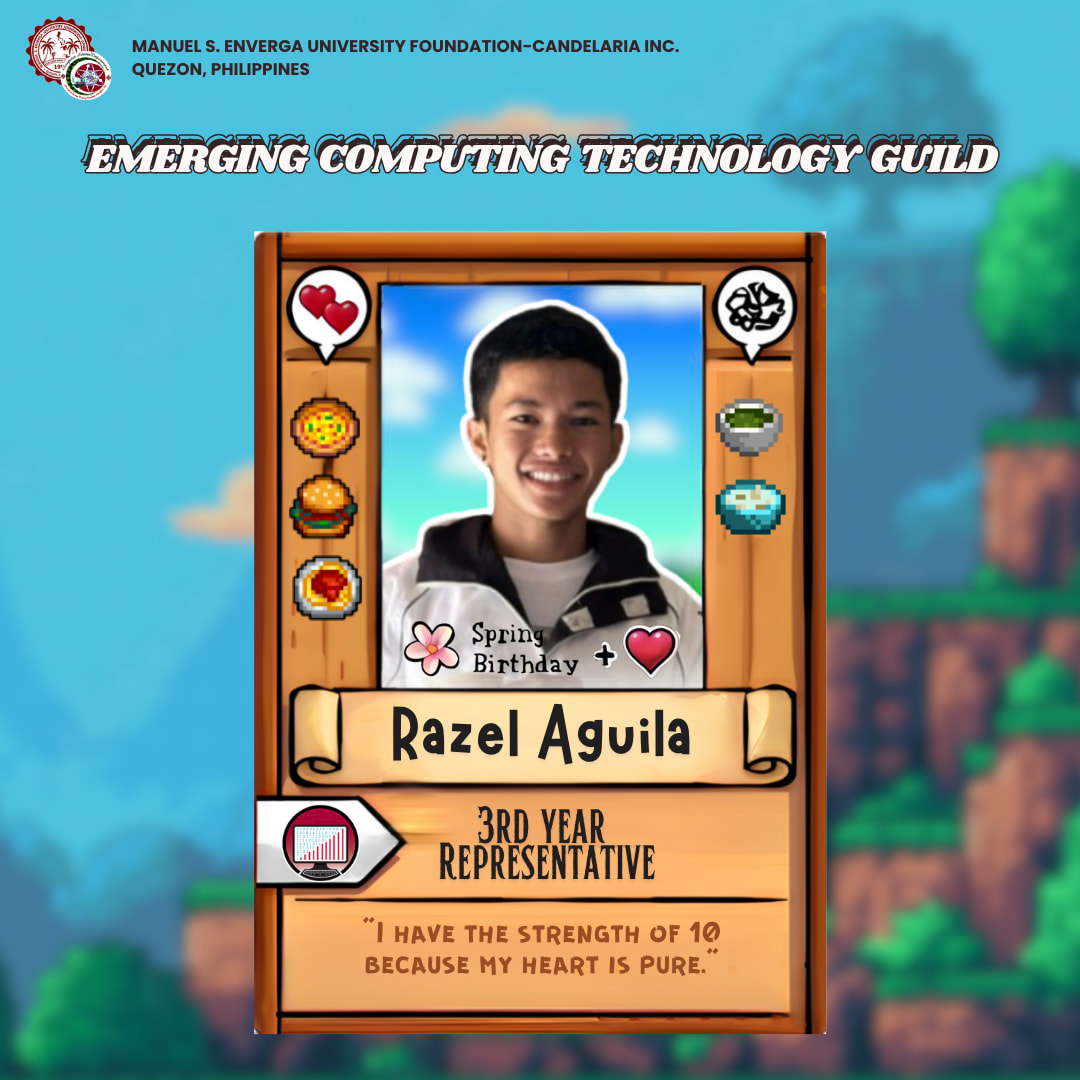 MANUEL S. ENVERGA UNIVERSITY FOUNDATION-CANDELARIA INC.
QUEZON, PHILIPPINES
EMERGING COMPUTING TECHNOLOGY GUILD
Spring
Birthday +
Razel Aguila
3RD YEAR
REPRESENTATIVE
"I HAVE THE STRENGTH OF 10
BECAUSE MY HEART IS PURE."